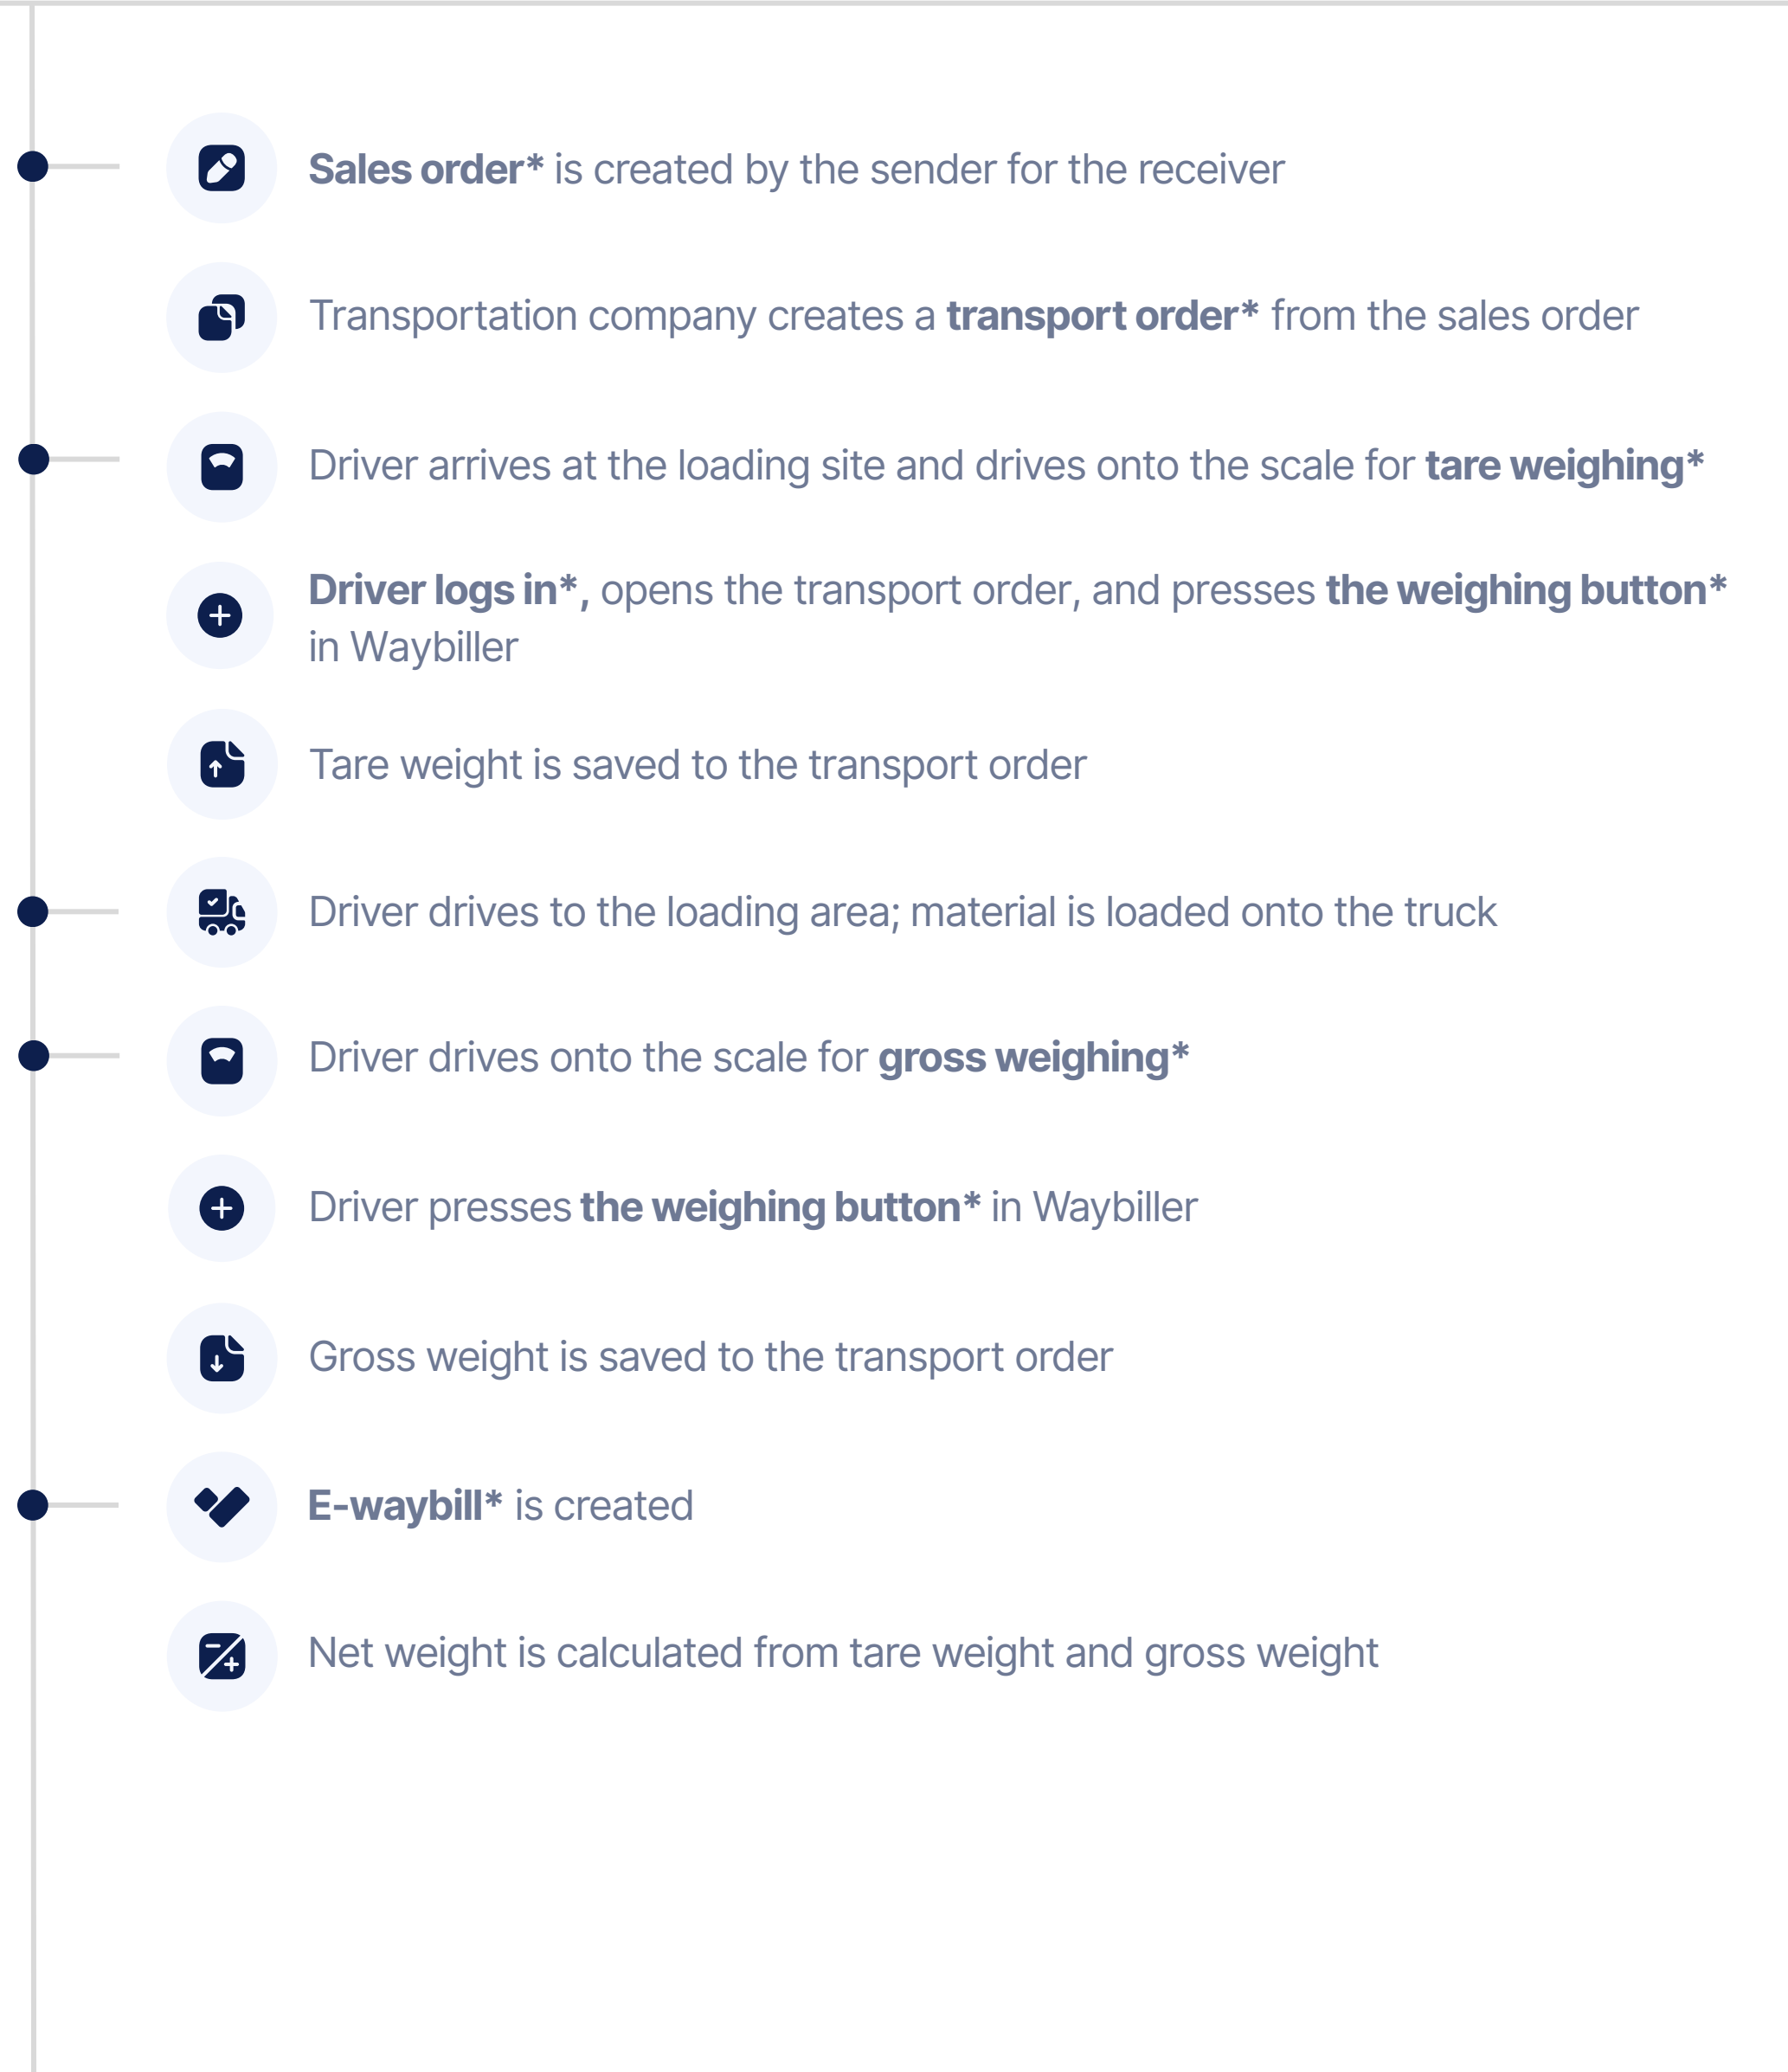 Sales order* is created by the sender for the receiver
Transportation company creates a transport order* from the sales order
Driver arrives at the loading site and drives onto the scale for tare weighing*
Driver logs in*, opens the transport order, and presses the weighing button*
in Waybiller
Tare weight is saved to the transport order
Driver drives to the loading area; material is loaded onto the truck
Driver drives onto the scale for gross weighing*
Driver presses the weighing button* in Waybiller
Gross weight is saved to the transport order
E-waybill* is created
Net weight is calculated from tare weight and gross weight